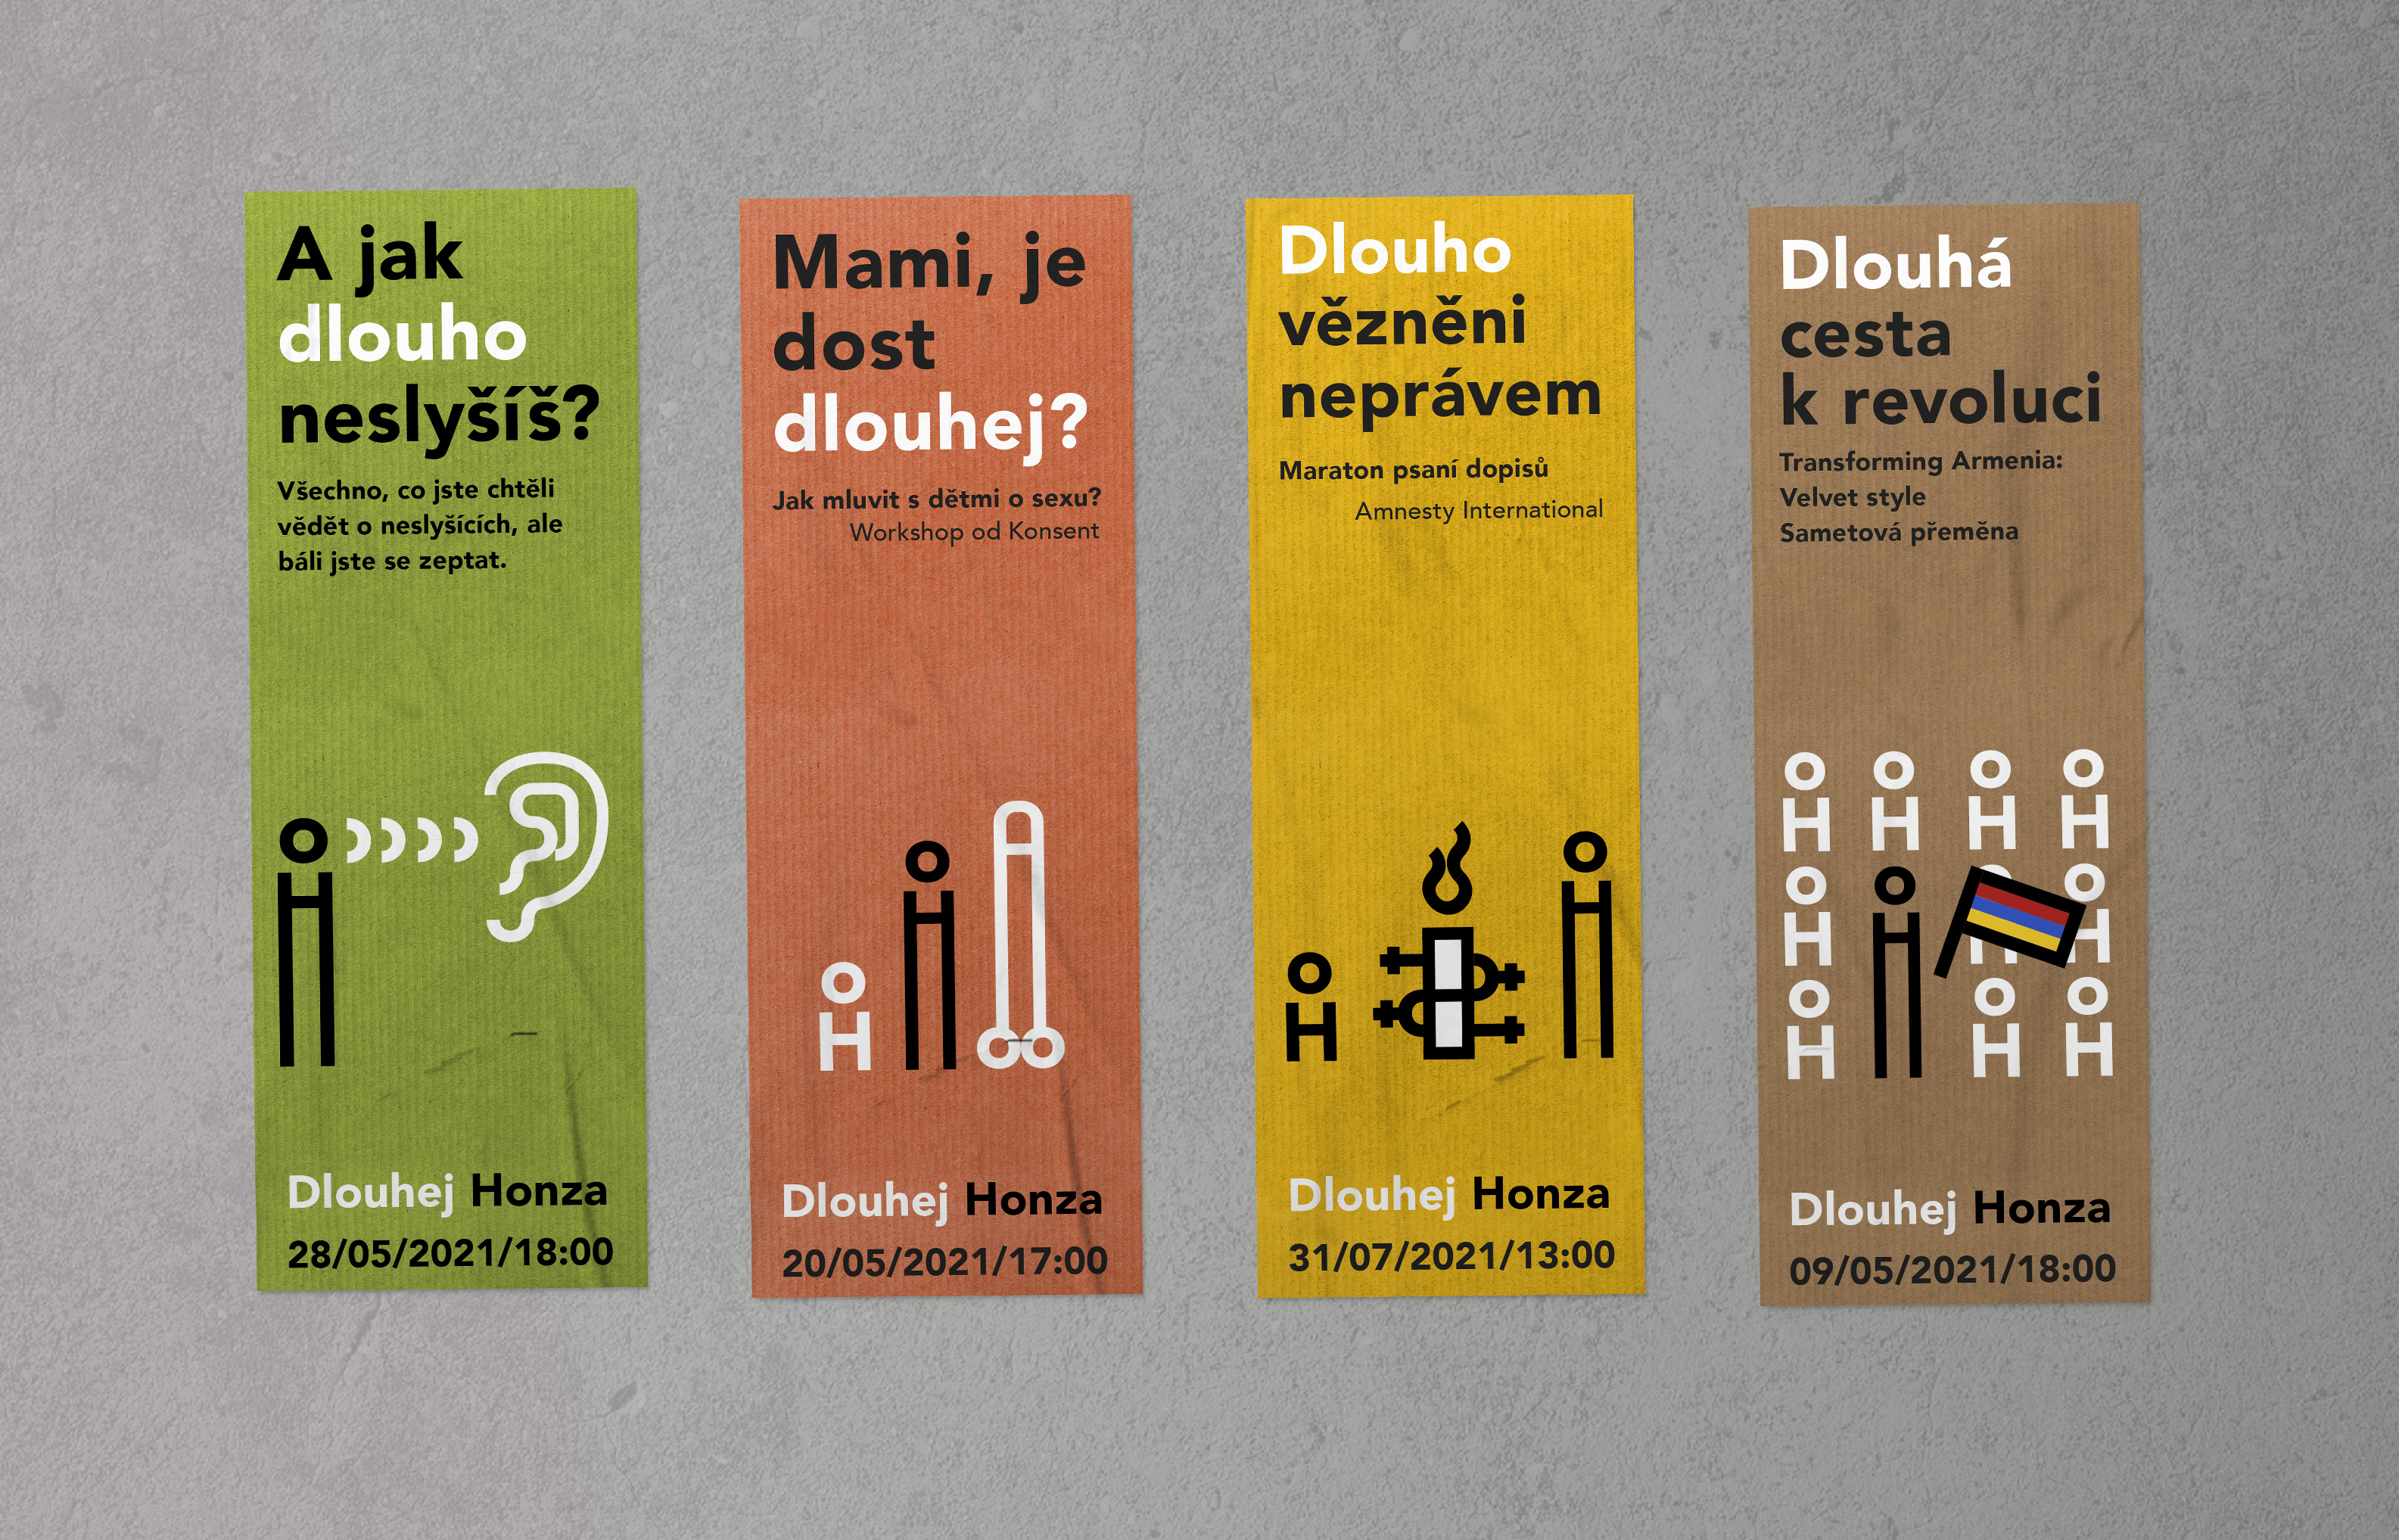 A jak
dlouho
neslyšíš?
Všechno, co jste chtěli
vědět o neslyšících, ale
báli jste se zeptat.
Dlouhej Honza
28/05/2021/18:00
Mami, je
dost
dlouhej?
Jak mluvit s dětmi o sexu?
Workshop od Konsent
Dlouhej Honza
20/05/2021/17:00
Dlouho
vězněni
neprávem
Maraton psaní dopisů
Amnesty International
Dlouhej Honza
31/07/2021/13:00
Dlouhá
cesta
k revoluci
Transforming Armenia:
Velvet style
Sametová přeměna
Dlouhej Honza
09/05/2021/18:00